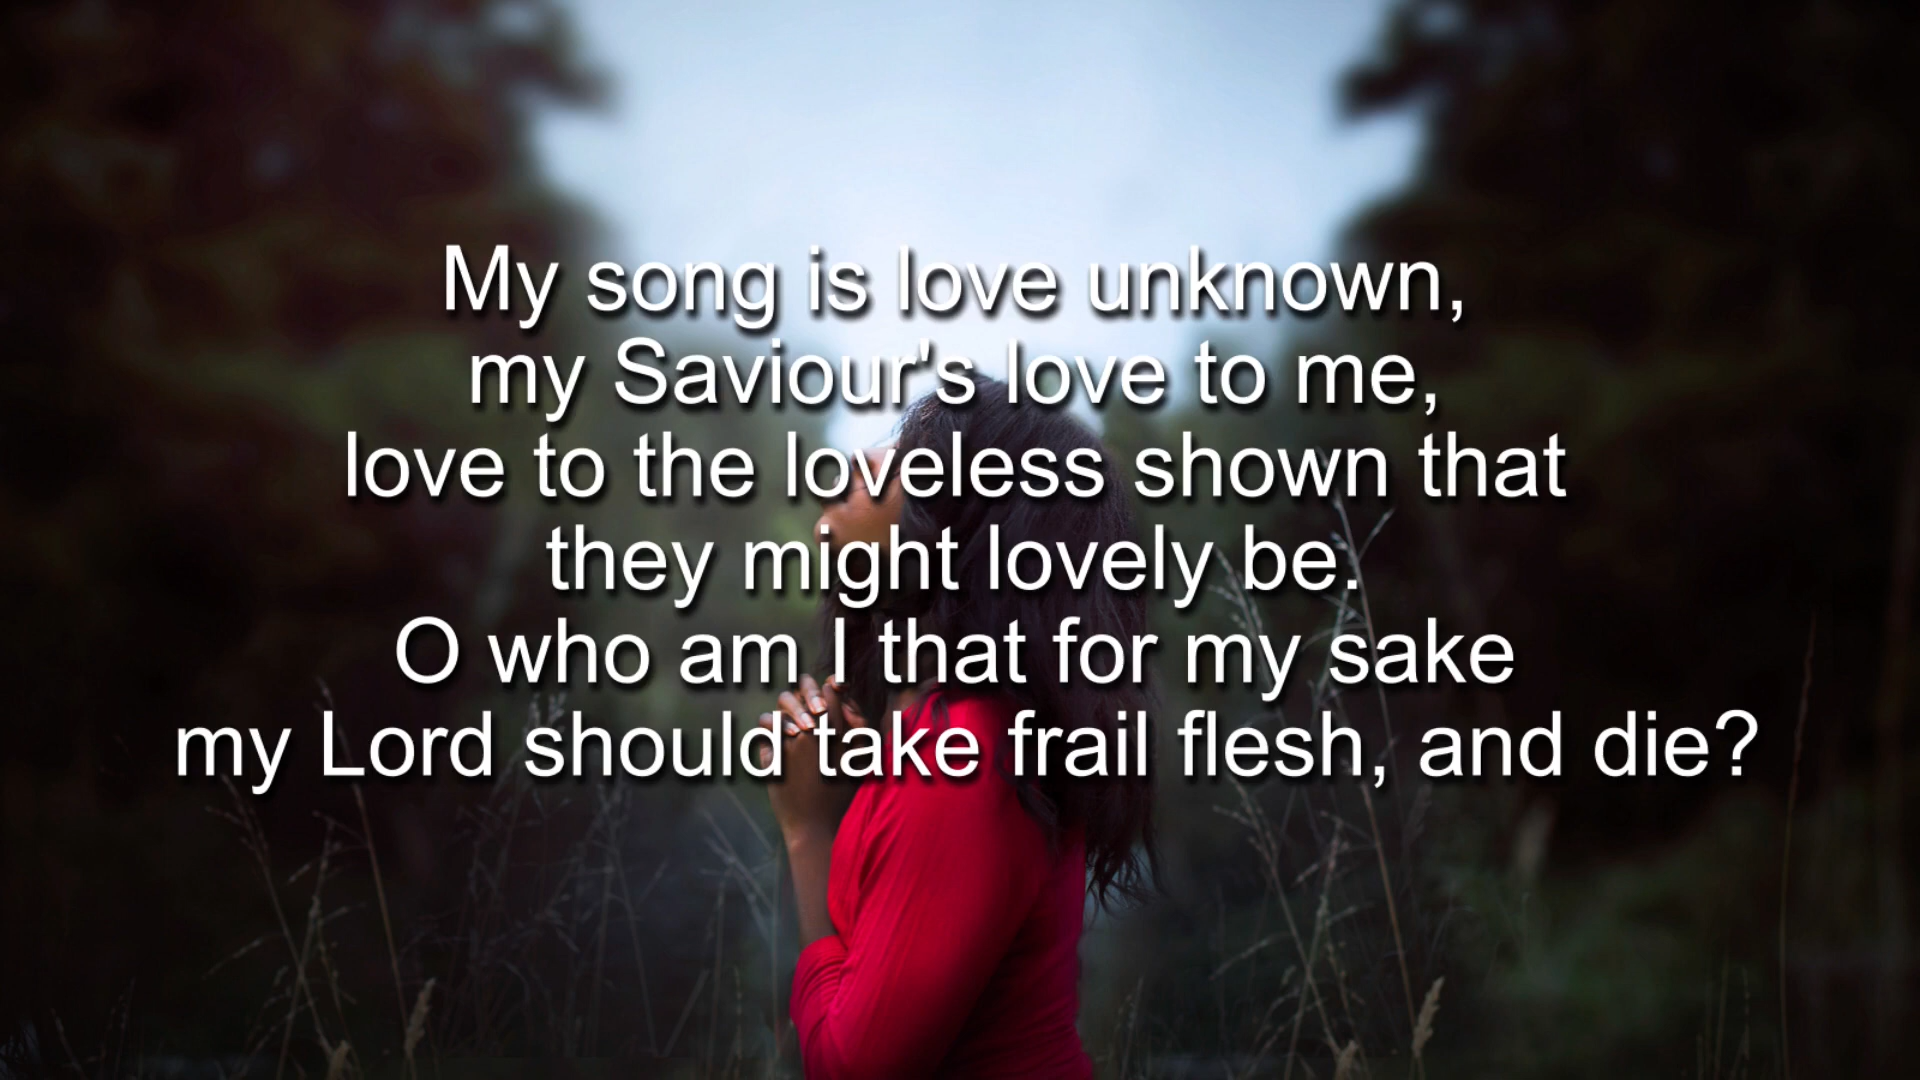 My song is love unknown,
my Saviour's love to me,
love to the loveless shown that
they might lovely be.
O who am I that for my sake
my Lord should take frail flesh, and die?